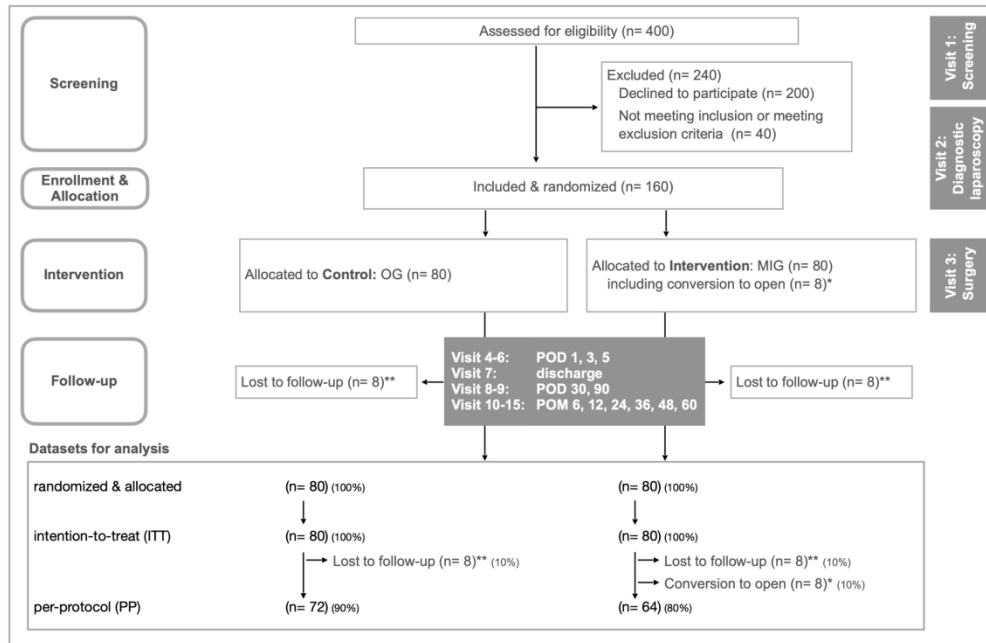 Screening
Assessed for eligibility (n= 400)
Excluded (n= 240)
Declined to participate (n= 200)
Not meeting inclusion or meeting
exclusion criteria (n= 40)
Visit 1:
Screening
Visit 2:
Diagnostic
laparoscopy
Enrollment &
Allocation
Included & randomized (n= 160)
Intervention
Allocated to Control: OG (n= 80)
Allocated to Intervention: MIG (n= 80)
including conversion to open (n= 8)*
Visit 3:
Surgery
Follow-up
Lost to follow-up (n= 8)**
Visit 4-6: POD 1, 3, 5
Visit 7: discharge
Visit 8-9: POD 30, 90
Visit 10-15: POM 6, 12, 24, 36, 48, 60
Lost to follow-up (n= 8)**
Datasets for analysis
randomized & allocated (n= 80) (100%) (n= 80) (100%)
intention-to-treat (ITT) (n= 80) (100%) (n= 80) (100%)
Lost to follow-up (n= 8)** (10%) Lost to follow-up (n= 8)** (10%)
Conversion to open (n= 8)* (10%)
per-protocol (PP) (n= 72) (90%) (n= 64) (80%)